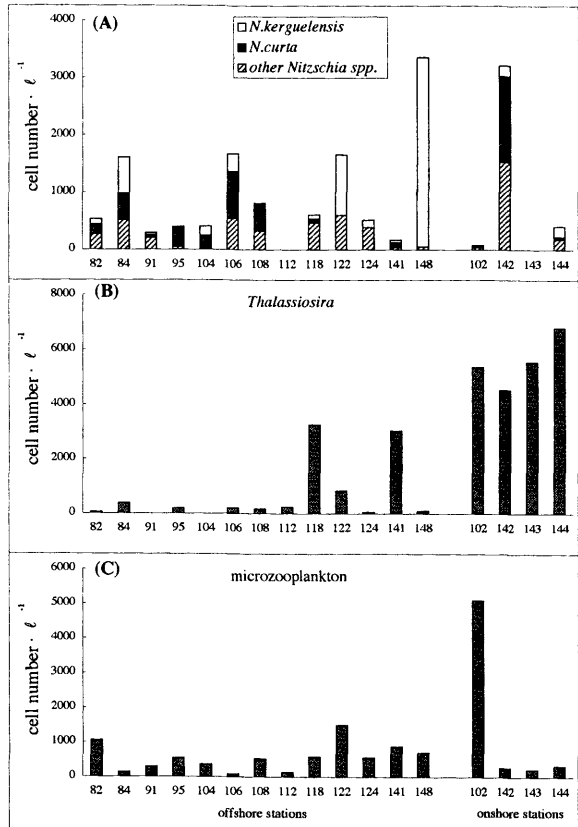 (A)
N.kerguelensis
N.curta
other Nitzschia spp.
cell number · ℓ -1
4000
3000
2000
1000
0
82 84 91 95 104 106 108 112 118 122 124 141 148 102 142 143 144
(B)
Thalassiosira
cell number · ℓ -1
8000
6000
4000
2000
0
82 84 91 95 104 106 108 112 118 122 124 141 148 102 142 143 144
(C)
microzooplankton
cell number · ℓ -1
6000
5000
4000
3000
2000
1000
0
82 84 91 95 104 106 108 112 118 122 124 141 148 102 142 143 144
offshore stations onshore stations